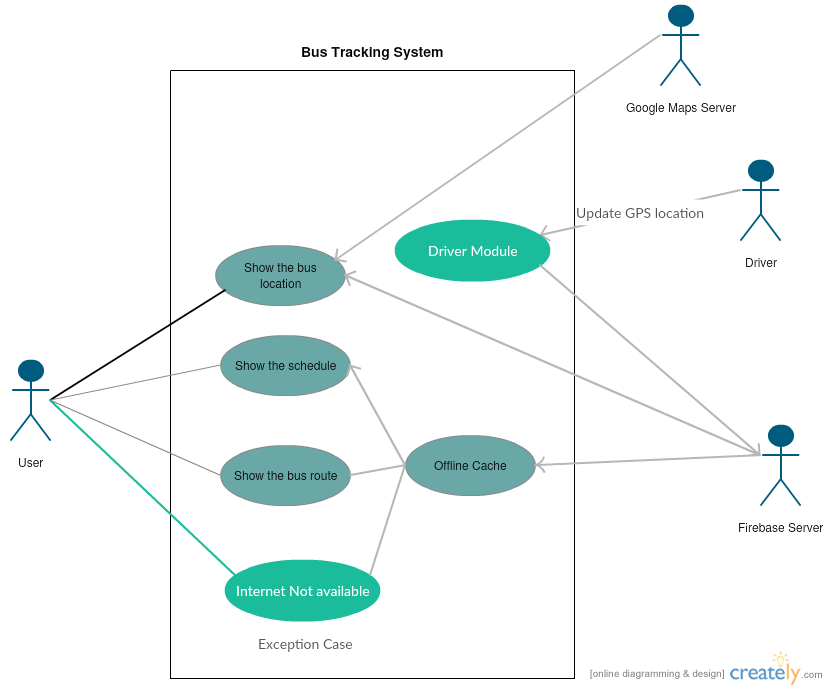 Bus Tracking System
Google Maps Server
Update GPS location
Driver Module
Driver
Show the bus
location
Show the schedule
User
Show the bus route
Offline Cache
Firebase Server
Internet Not available
Exception Case
[online diagramming & design] creately.com